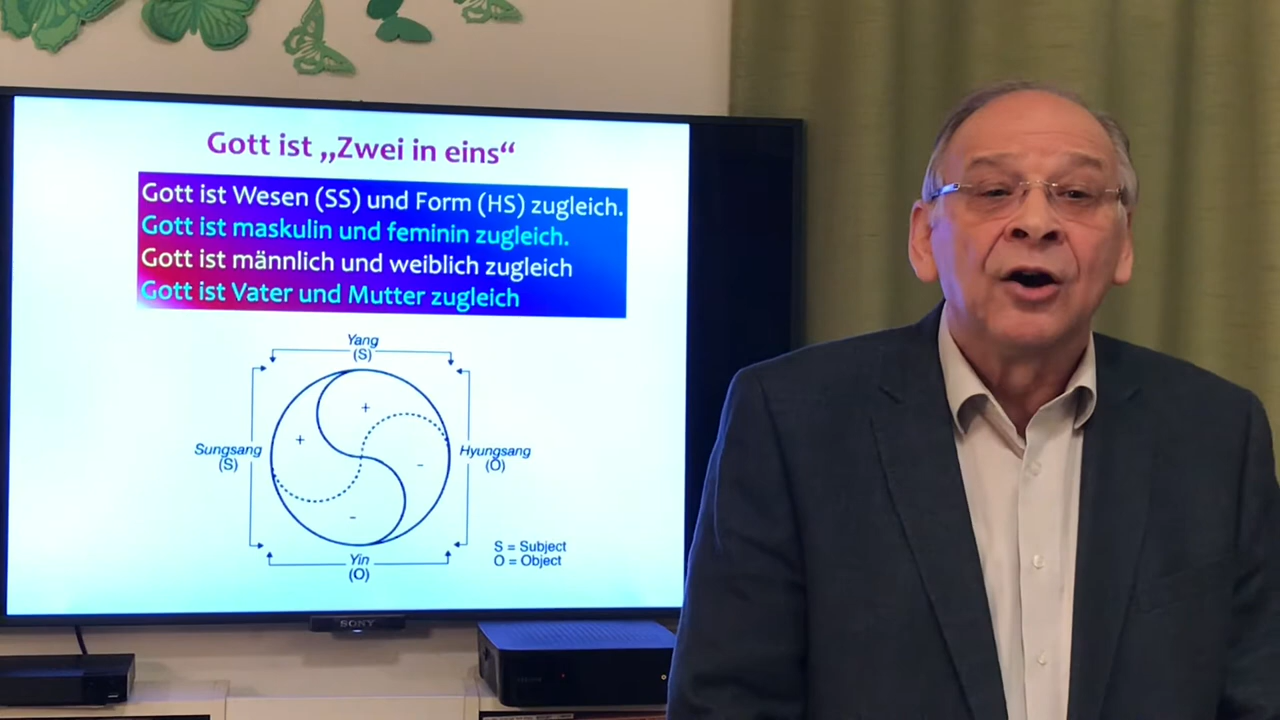 Gott ist „Zwei in eins“
Gott ist Wesen (SS) und Form (HS) zugleich.
Gott ist maskulin und feminin zugleich.
Gott ist männlich und weiblich zugleich
Gott ist Vater und Mutter zugleich
Yang
(S)
+
+
Sungsang
(S)
Hyungsang
(O)
-
-
Yin
(O)
S = Subject
O = Object
SONY